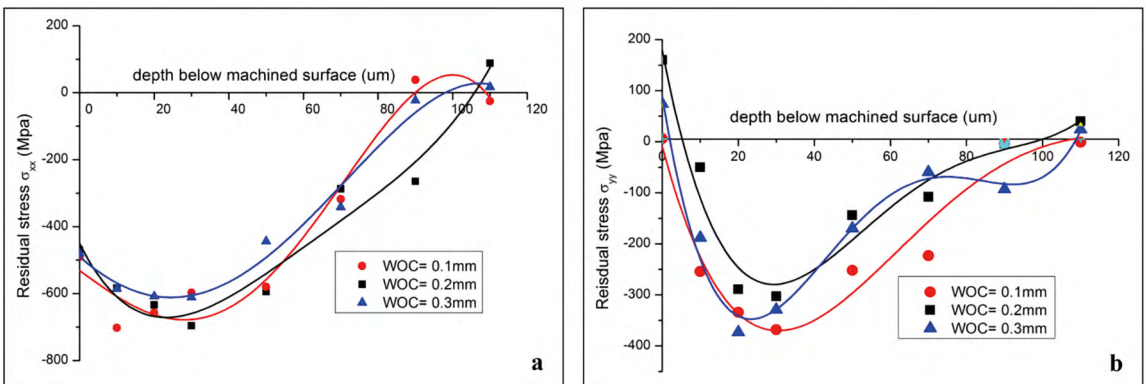 200
depth below machined surface (um)
0
0 20 40 60 80 100 120
-200
-400
-600
-800
Residual stress σxx (Mpa)
WOC= 0.1mm
WOC= 0.2mm
WOC= 0.3mm
a
200
100
depth below machined surface (um)
0
0 20 40 60 80 100 120
-100
-200
-300
-400
Reisdual stress σyy (Mpa)
WOC= 0.1mm
WOC= 0.2mm
WOC= 0.3mm
b